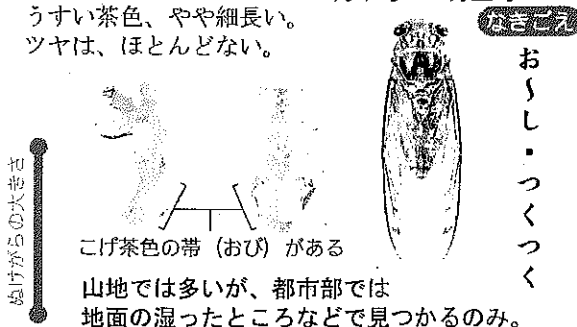 うすい茶色、やや細長い。
ツヤは、ほとんどない。
なきごえ
お〜し・つくつく
ぬけがらの大きさ
こげ茶色の帯（おび）がある
山地では多いが、都市部では
地面の湿ったところなどで見つかるのみ。